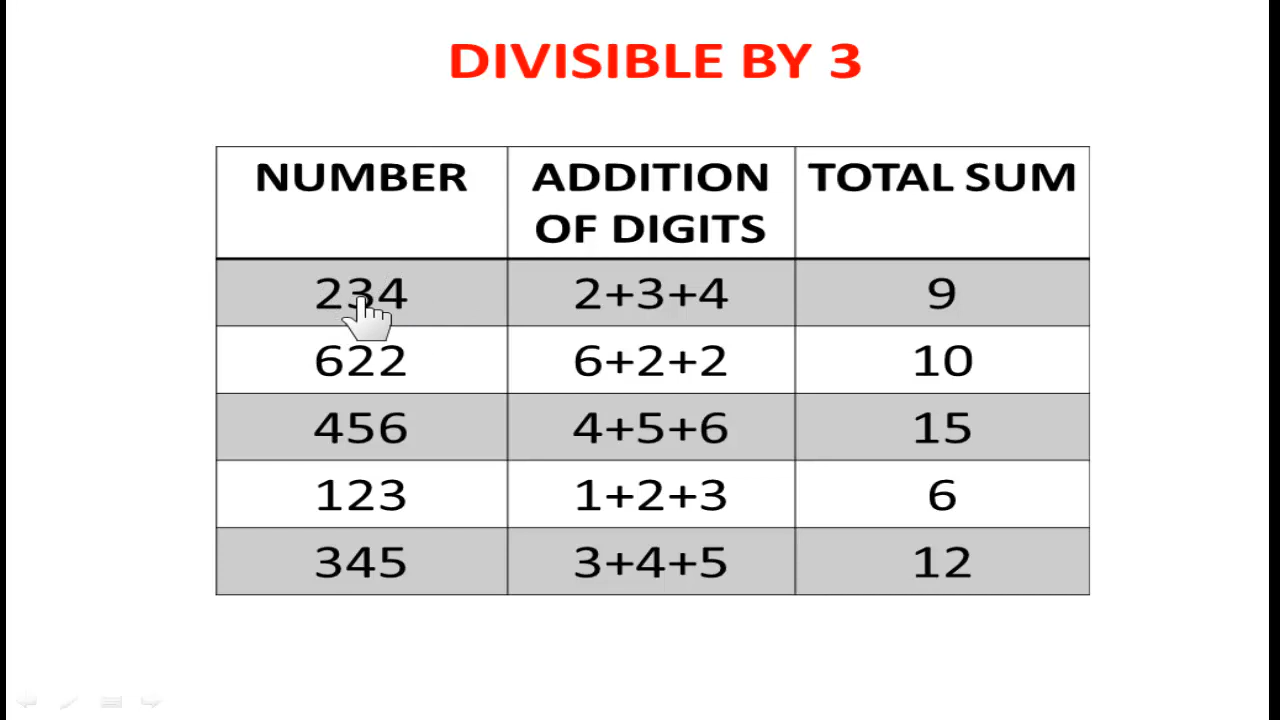 DIVISIBLE BY 3
NUMBER ADDITION OF DIGITS TOTAL SUM
234 2+3+4 9
622 6+2+2 10
456 4+5+6 15
123 1+2+3 6
345 3+4+5 12